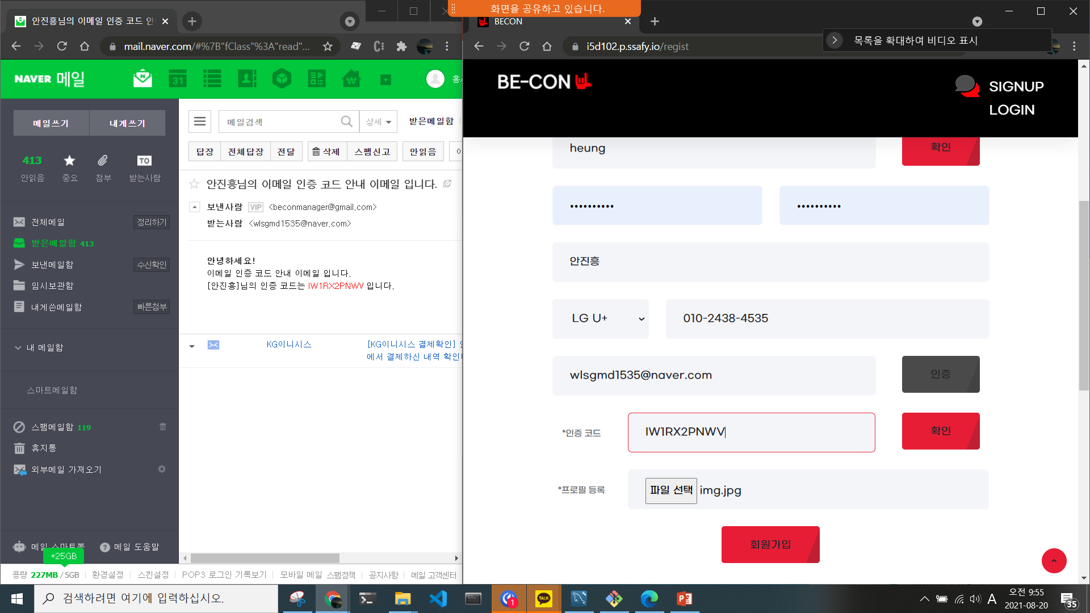 화면을 공유하고 있습니다.
안진흥님의 이메일 인증 코드 안
BECON
mail.naver.com/#%7B"fClass"%3A"read"...
i5d102.p.ssafy.io/regist
목록을 확대하여 비디오 표시
NAVER 메일
31
W
BE-CON
SIGNUP
LOGIN
메일쓰기
내게쓰기
메일검색
상세
받은메일함
답장
전체답장
전달
삭제
스팸신고
안읽음
413
TO
안읽음
중요
첨부
받는사람
안진흥님의 이메일 인증 코드 안내 이메일 입니다.
보낸사람 VIP <beconmanager@gmail.com>
받는사람 <wlsgmd1535@naver.com>
전체메일
정리하기
받은메일함 413
보낸메일함
수신확인
임시보관함
내게쓴메일함
빠른첨부
안녕하세요!
이메일 인증 코드 안내 이메일 입니다.
[안진흥]님의 인증 코드는 IW1RX2PNWV 입니다.
KG이니시스
[KG이니시스 결제확인]
에서 결제하신 내역 확인
내 메일함
스마트메일함
스팸메일함 119
휴지통
외부메일 가져오기
메일 스마트봇
메일 도움말
+25GB
용량 227MB / 5GB
환경설정
스킨설정
POP3 로그인 기록보기
모바일 메일
스팸정책
공지사항
메일 고객센터
heung
확인
••••••••••
••••••••••
안진흥
LG U+
010-2438-4535
wlsgmd1535@naver.com
인증
*인증 코드
IW1RX2PNWV
확인
*프로필 등록
파일 선택 img.jpg
회원가입
검색하려면 여기에 입력하십시오.
TALK
A
오전 9:55
2021-08-20
35